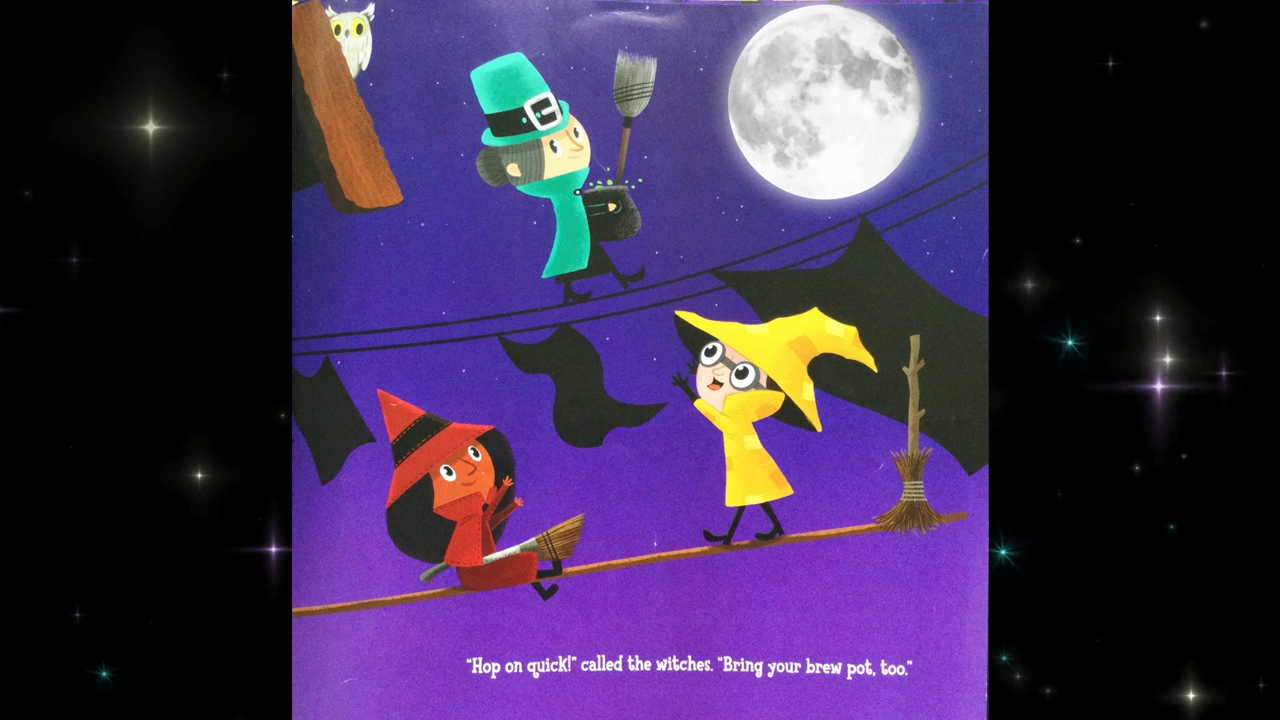 “Hop on quick!” called the witches. “Bring your brew pot, too.”